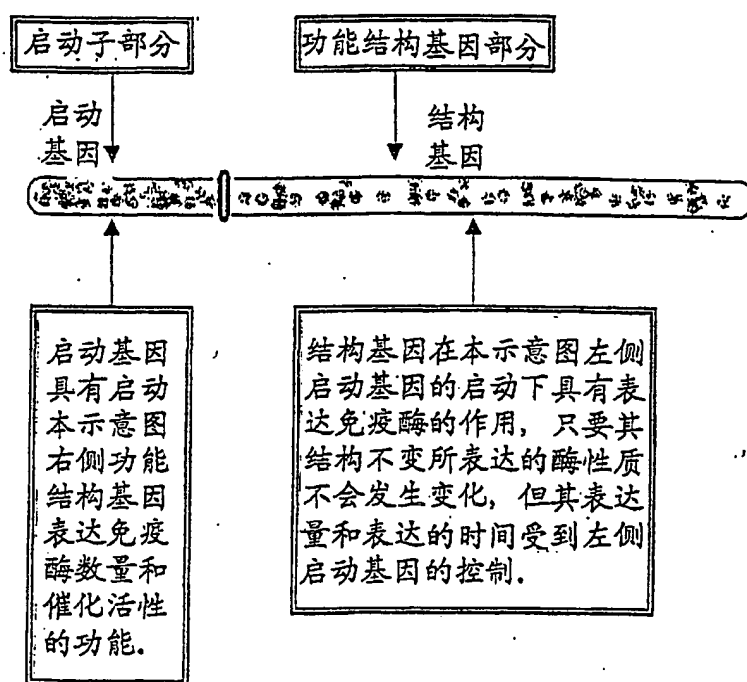 启动子部分
功能结构基因部分
启动
基因
结构
基因
启动基因
具有启动
本示意图
右侧功能
结构基因
表达免疫
酶数量和
催化活性
的功能.
结构基因在本示意图左侧
启动基因的启动下具有表
达免疫酶的作用, 只要其
结构不变所表达的酶性质
不会发生变化, 但其表达
量和表达的时间受到左侧
启动基因的控制.